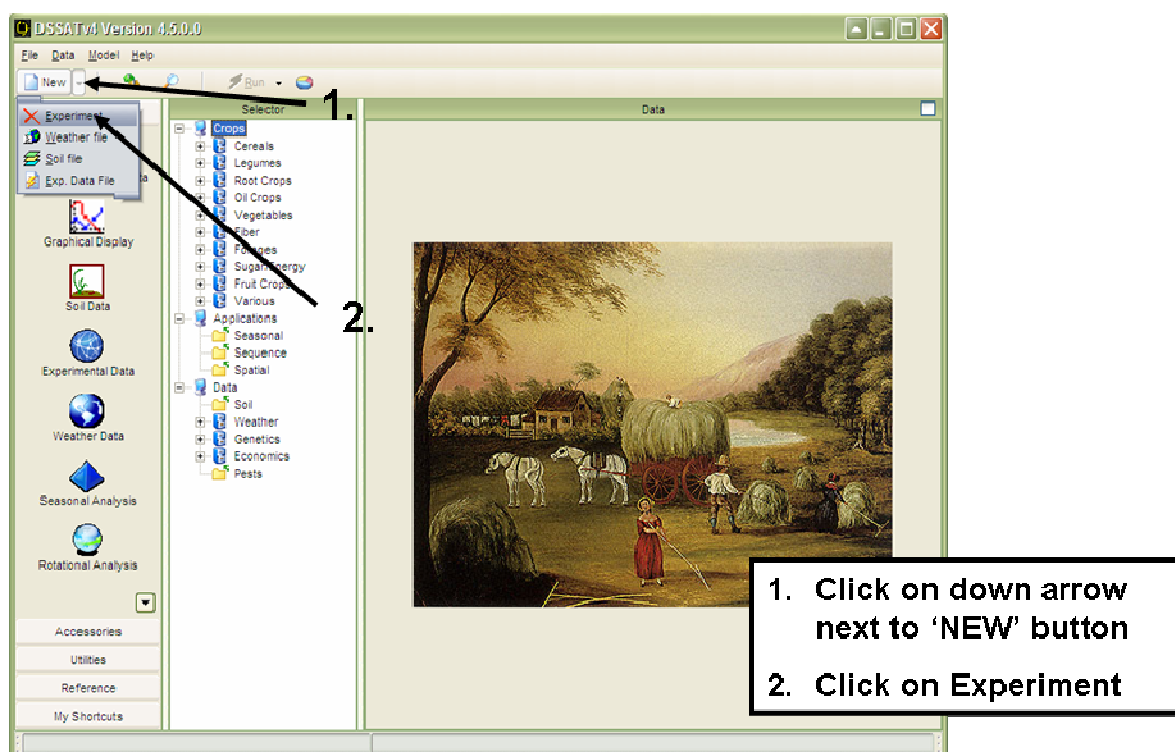 DSSATv4 Version 4.5.0.0
File Data Model Help
New Run
1.
Experiment
Weather file
Soil file
Exp. Data File
ta
Graphical Display
Soil Data
Experimental Data
Weather Data
Seasonal Analysis
Rotational Analysis
Accessories
Utilities
Reference
My Shortcuts
Selector
Crops
Cereals
Legumes
Root Crops
Oil Crops
Vegetables
Fiber
Forages
Sugar/Energy
Fruit Crops
Various
Applications
Seasonal
Sequence
Spatial
Data
Soil
Weather
Genetics
Economics
Pests
2.
Data
1. Click on down arrow
next to ‘NEW’ button
2. Click on Experiment